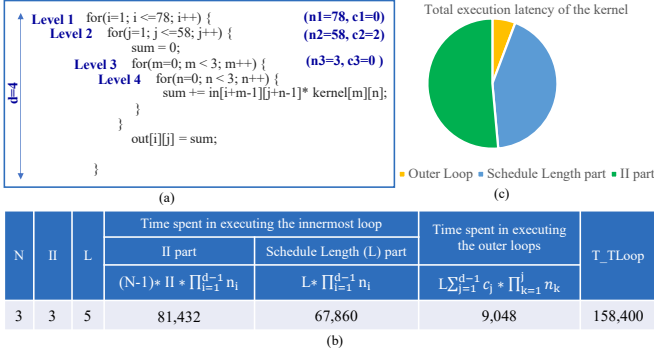 Level 1 for(i=1; i <=78; i++) { (n1=78, c1=0)
Level 2 for(j=1; j <=58; j++) { (n2=58, c2=2)
sum = 0;
Level 3 for(m=0; m < 3; m++) { (n3=3, c3=0 )
Level 4 for(n=0; n < 3; n++) {
sum += in[i+m-1][j+n-1]* kernel[m][n];
}
}
out[i][j] = sum;
}
d=4
(a)
Total execution latency of the kernel
Outer Loop Schedule Length part II part
(c)
N II L Time spent in executing the innermost loop Time spent in executing the outer loops T_TLoop
II part Schedule Length (L) part
(N-1)* II * ∏_{i=1}^{d−1} n_i L* ∏_{i=1}^{d−1} n_i L∑_{j=1}^{d−1} c_j * ∏_{k=1}^{j} n_k
3 3 5 81,432 67,860 9,048 158,400
(b)